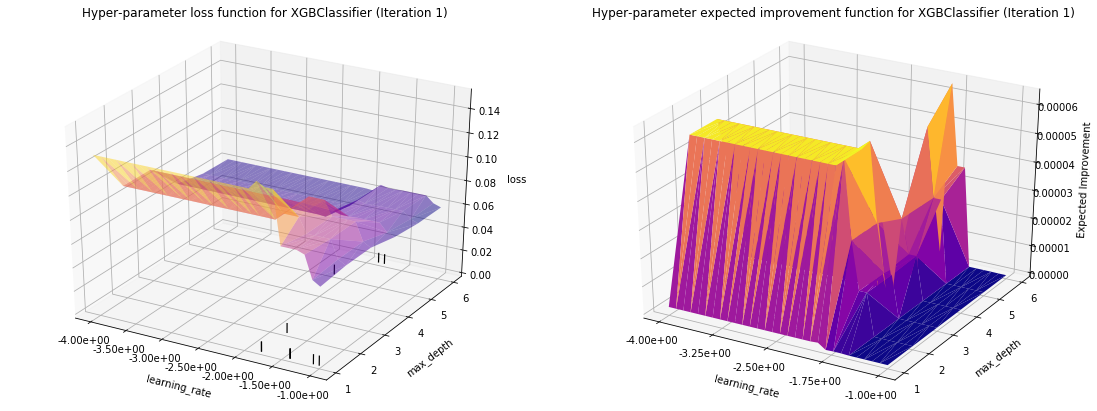 Hyper-parameter loss function for XGBClassifier (Iteration 1)
0.14
0.12
0.10
0.08
0.06
0.04
0.02
0.00
loss
6
5
4
3
2
1
max_depth
-4.00e+00
-3.50e+00
-3.00e+00
-2.50e+00
-2.00e+00
-1.50e+00
-1.00e+00
learning_rate
Hyper-parameter expected improvement function for XGBClassifier (Iteration 1)
0.00006
0.00005
0.00004
0.00003
0.00002
0.00001
0.00000
Expected Improvement
6
5
4
3
2
1
max_depth
-4.00e+00
-3.25e+00
-2.50e+00
-1.75e+00
-1.00e+00
learning_rate